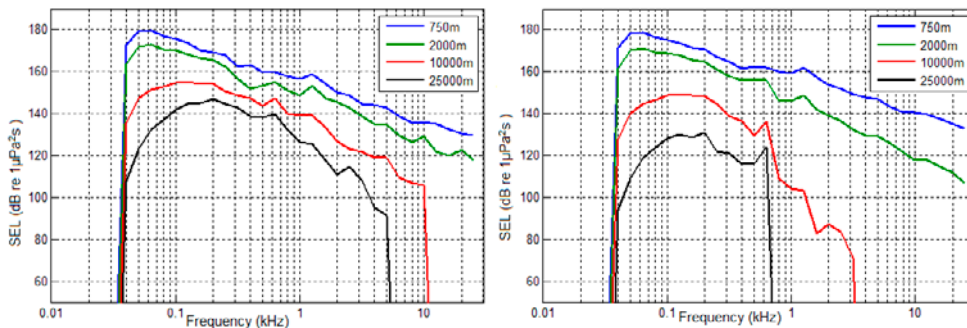 180
160
140
120
100
80
60
SEL (dB re 1µPa²s)
0.01
0.1
1
10
Frequency (kHz)
750m
2000m
10000m
25000m
180
160
140
120
100
80
60
SEL (dB re 1µPa²s)
0.01
0.1
1
10
Frequency (kHz)
750m
2000m
10000m
25000m